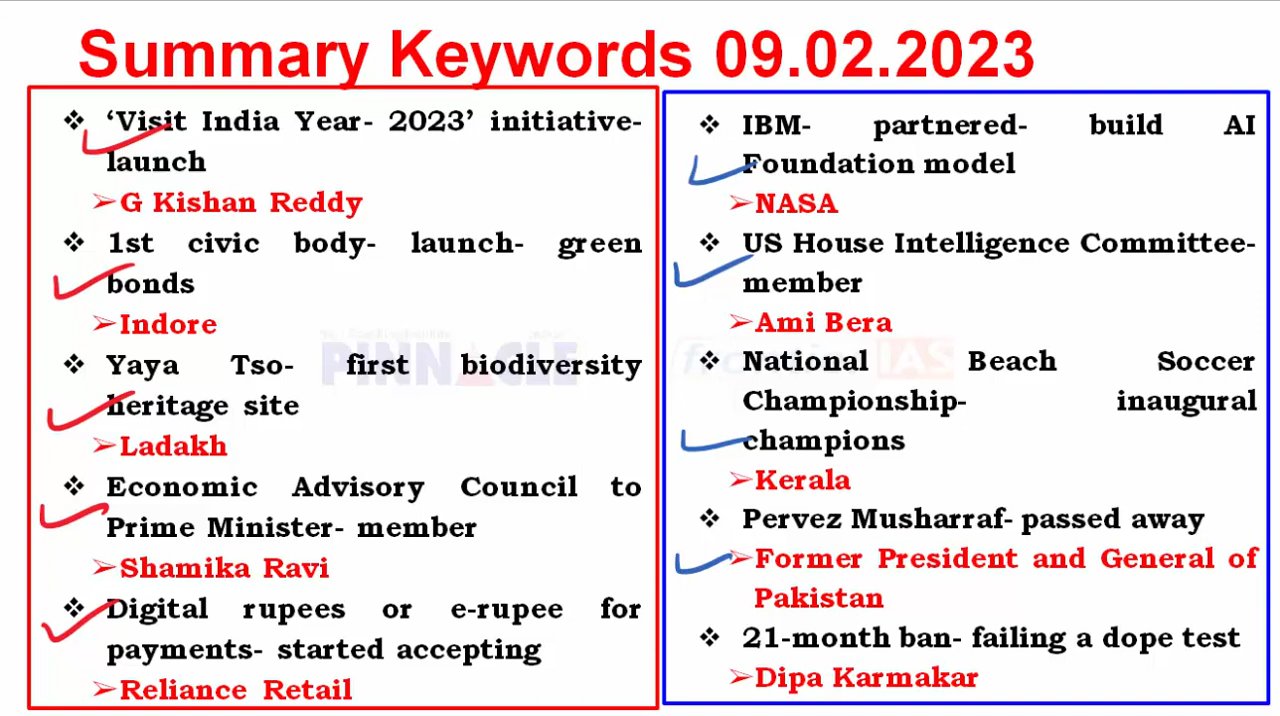 Summary Keywords 09.02.2023
❖ ‘Visit India Year- 2023’ initiative-
launch
➢G Kishan Reddy
❖ 1st civic body- launch- green
bonds
➢Indore
❖ Yaya Tso- first biodiversity
heritage site
➢Ladakh
❖ Economic Advisory Council to
Prime Minister- member
➢Shamika Ravi
❖ Digital rupees or e-rupee for
payments- started accepting
➢Reliance Retail
❖ IBM- partnered- build AI
Foundation model
➢NASA
❖ US House Intelligence Committee-
member
➢Ami Bera
❖ National Beach Soccer
Championship- inaugural
champions
➢Kerala
❖ Pervez Musharraf- passed away
➢Former President and General of
Pakistan
❖ 21-month ban- failing a dope test
➢Dipa Karmakar
PINNACLE
IAS